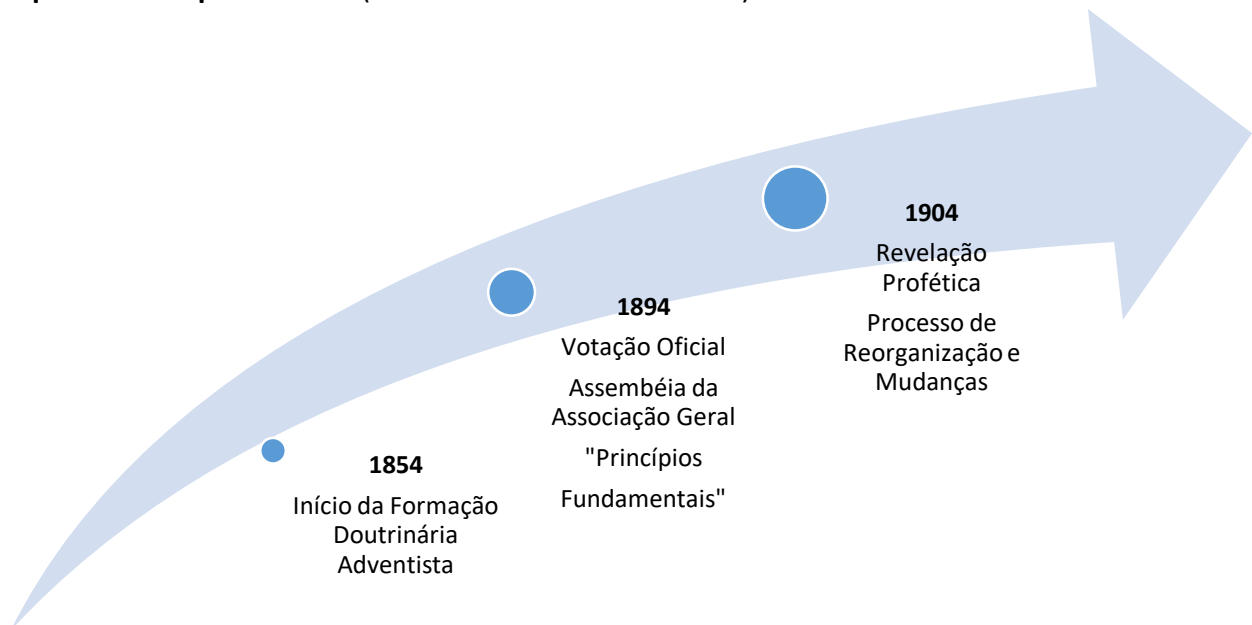 1854
Início da Formação
Doutrinária
Adventista
1894
Votação Oficial
Assembéia da
Associação Geral
"Princípios
Fundamentais"
1904
Revelação
Profética
Processo de
Reorganização e
Mudanças